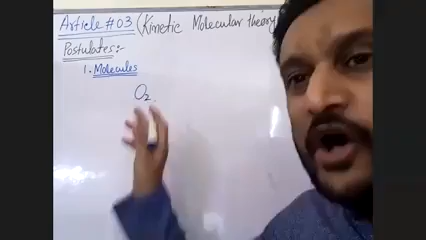 Article #03 (Kinetic Molecular theory
Postulates:-
1. Molecules
O2